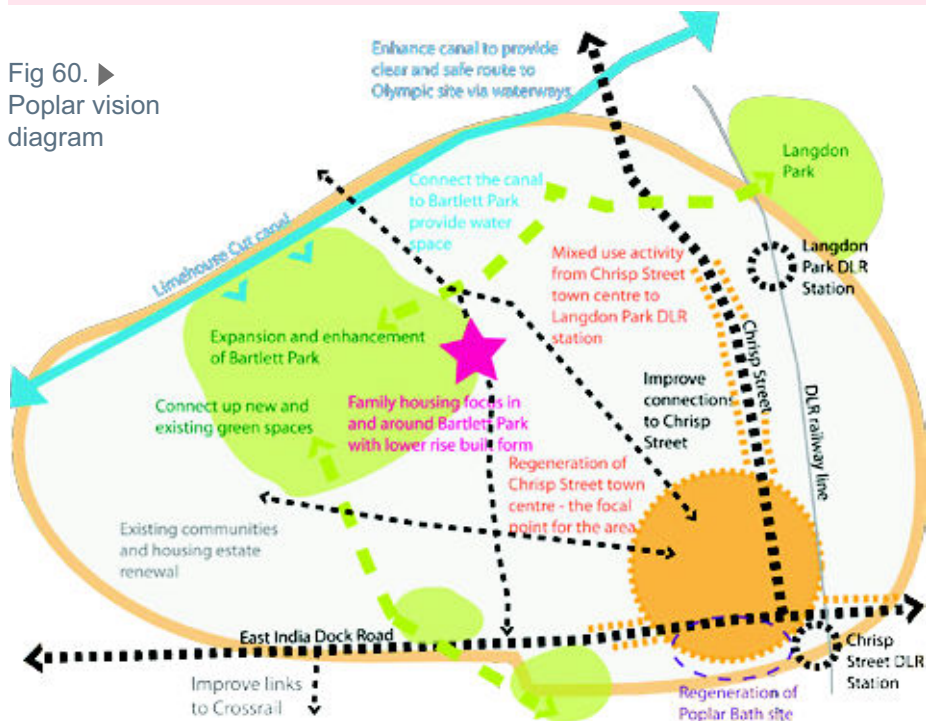 Fig 60. ▶
Poplar vision
diagram
Enhance canal to provide
clear and safe route to
Olympic site via waterways
Langdon
Park
Limehouse Cut canal
Connect the canal
to Bartlett Park
provide water
space
Mixed use activity
from Chrisp Street
town centre to
Langdon Park DLR
station
Langdon
Park DLR
Station
Expansion and enhancement
of Bartlett Park
Chrisp Street
Connect up new and
existing green spaces
Family housing focus in
and around Bartlett Park
with lower rise built form
Improve
connections
to Chrisp
Street
DLR railway line
Regeneration of
Chrisp Street town
centre - the focal
point for the area
Existing communities
and housing estate
renewal
East India Dock Road
Chrisp
Street DLR
Station
Improve links
to Crossrail
Regeneration of
Poplar Bath site